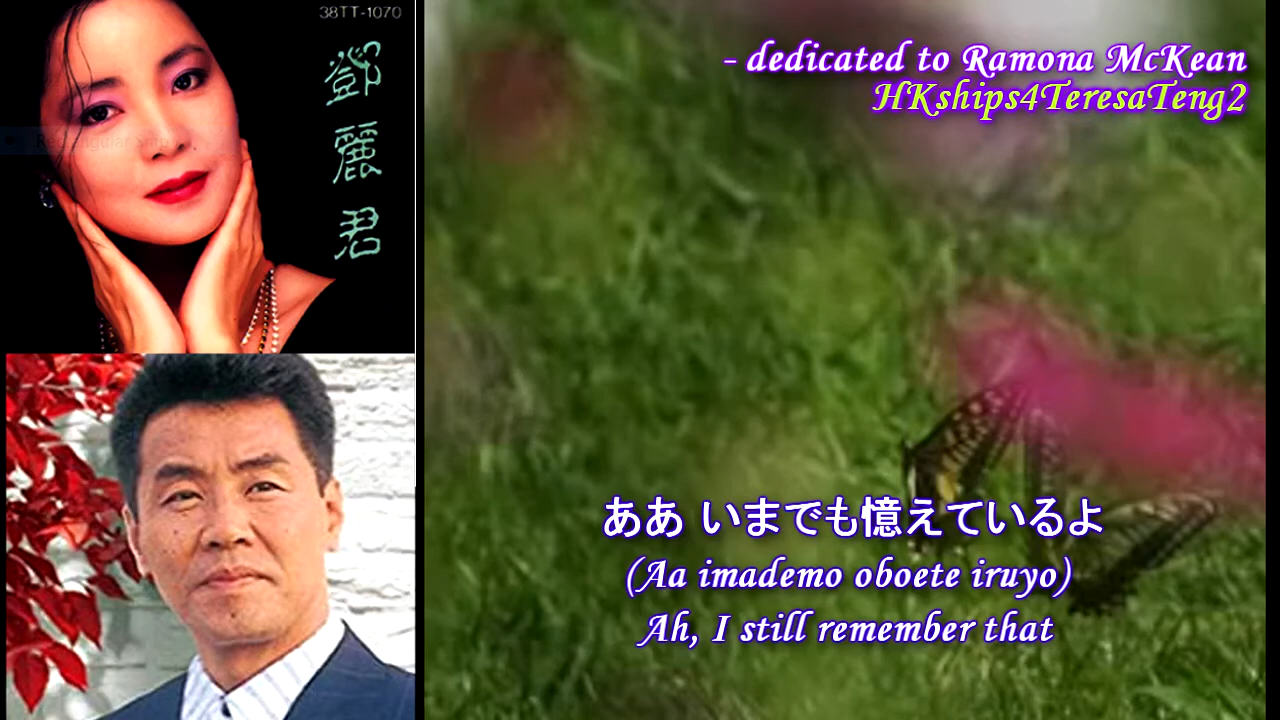 38TT-1070
鄧
麗
君
- dedicated to Ramona McKean
HKships4TeresaTeng2
ああ いまでも憶えているよ
(Aa imademo oboete iruyo)
Ah, I still remember that